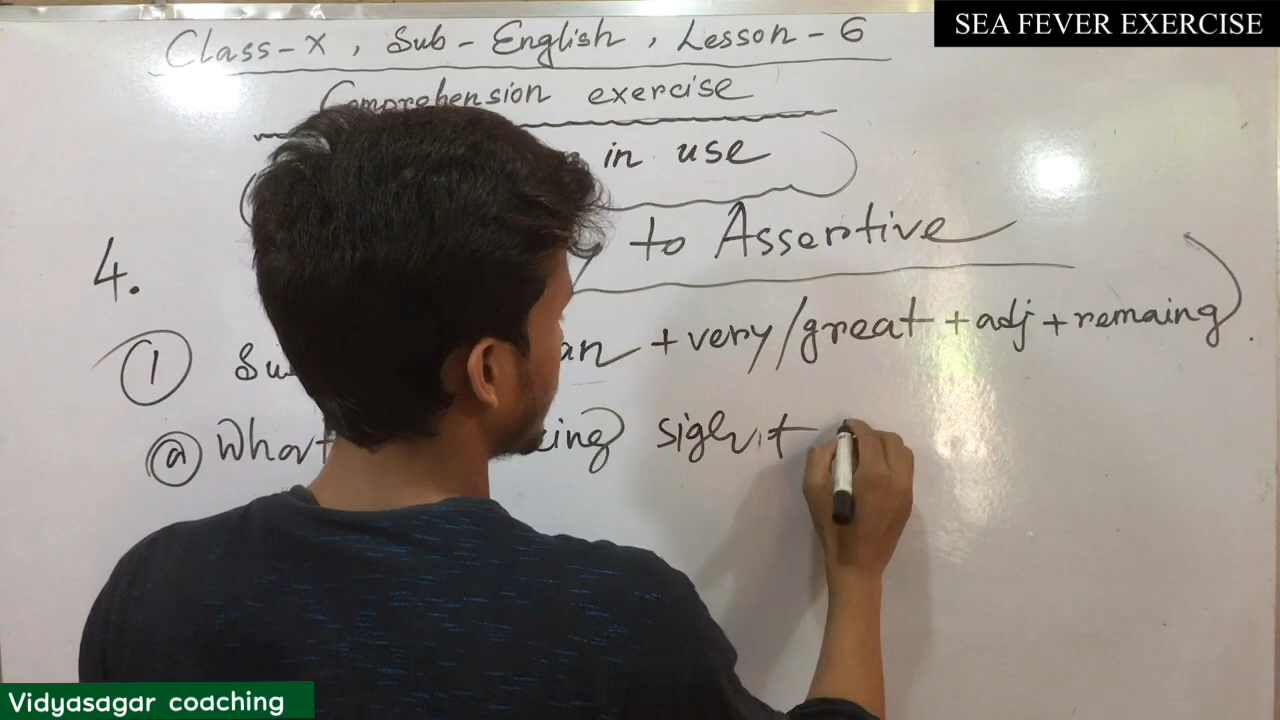 SEA FEVER EXERCISE
Class-X, Sub-English, Lesson-6
Comprehension exercise
in use
4. to Assertive
① an +very/great +adj +remaing
ⓐ What sight
Vidyasagar coaching